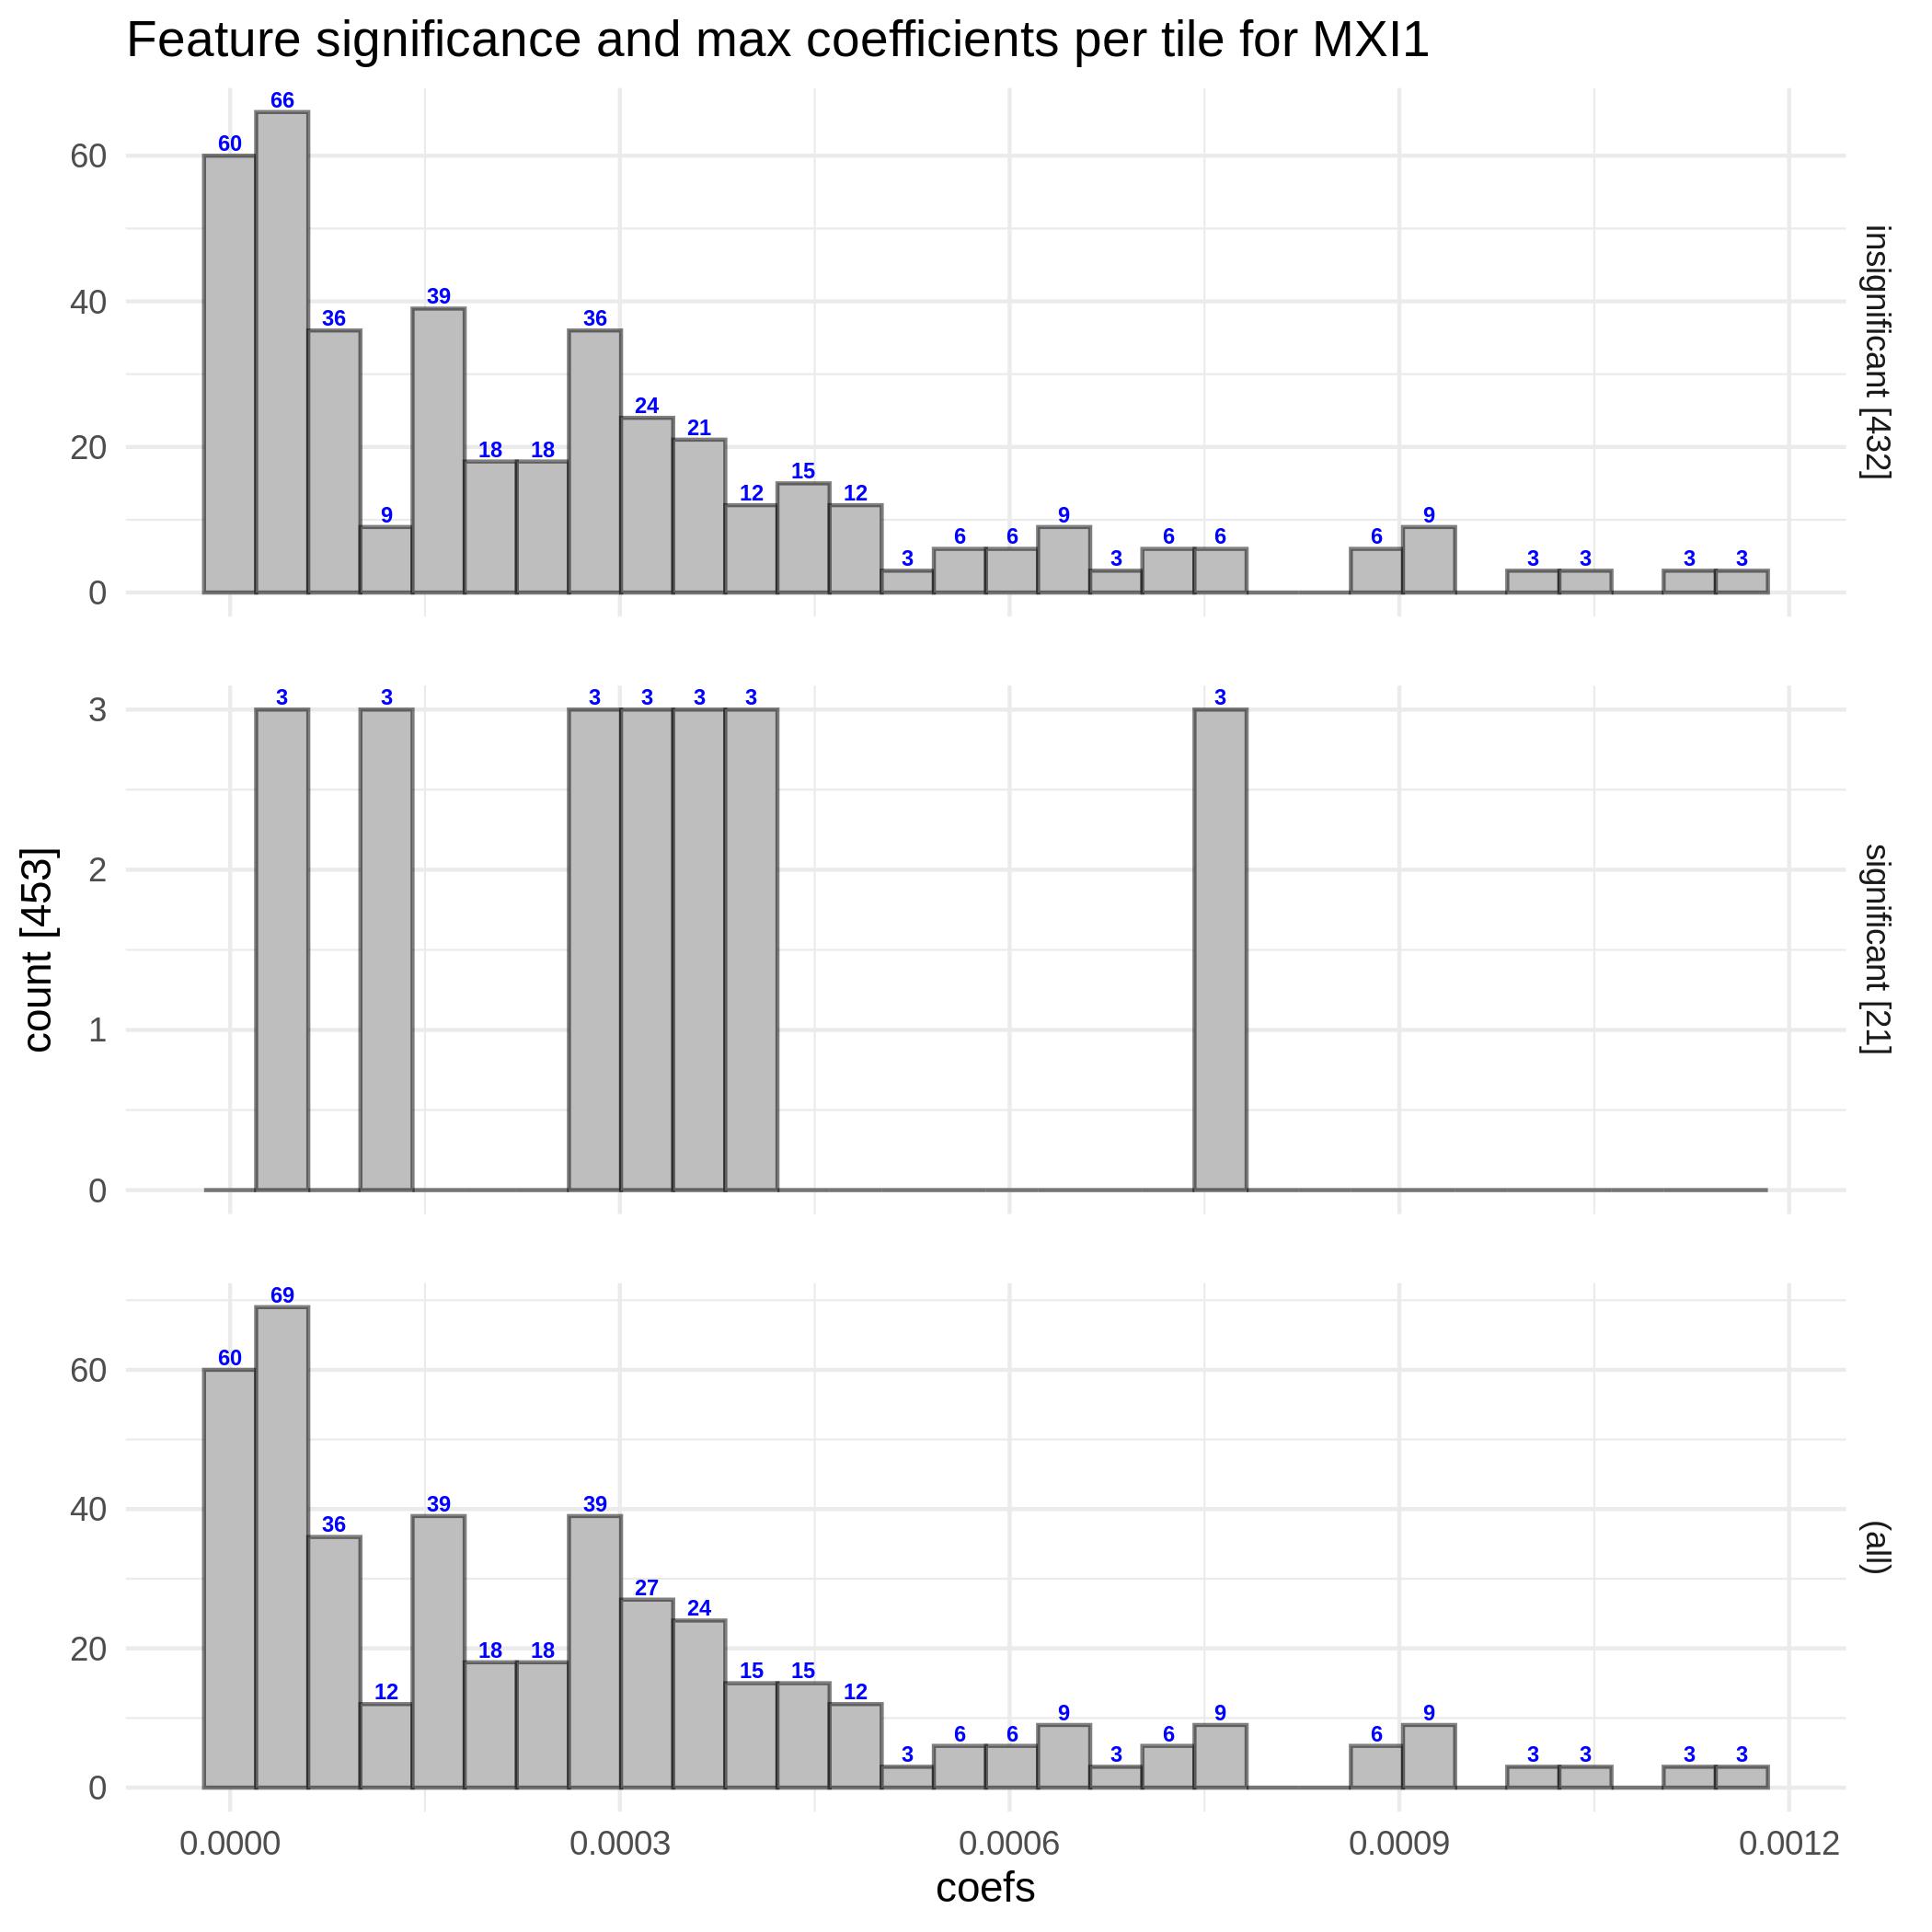 Feature significance and max coefficients per tile for MXI1
60 66 36 9 39 18 18 36 24 21 12 15 12 3 6 6 9 3 6 6 6 9 3 3 3 3
60
40
20
0
insignificant [432]
3 3 3 3 3 3 3
3
2
1
0
significant [21]
count [453]
60 69 36 12 39 18 18 39 27 24 15 15 12 3 6 6 9 3 6 9 6 9 3 3 3 3
60
40
20
0
(all)
0.0000 0.0003 0.0006 0.0009 0.0012
coefs